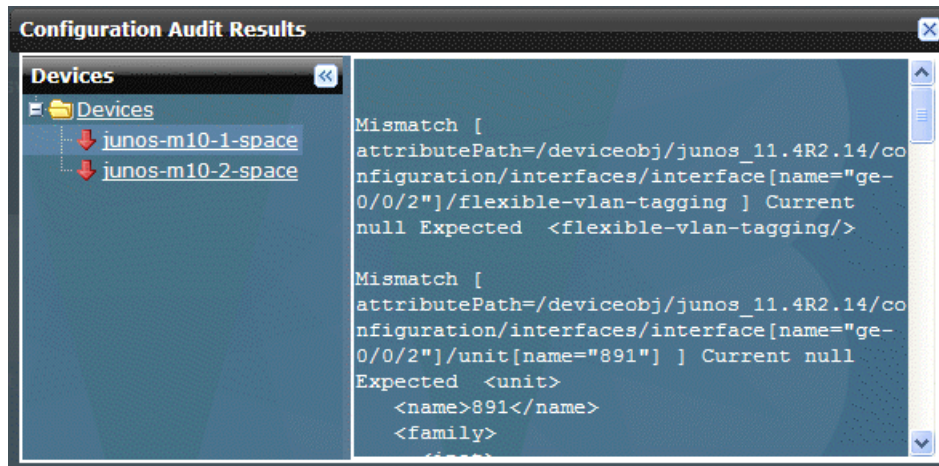 Configuration Audit Results
Devices
Devices
junos-m10-1-space
junos-m10-2-space
Mismatch [
attributePath=/deviceobj/junos_11.4R2.14/co
nfiguration/interfaces/interface[name="ge-
0/0/2"]/flexible-vlan-tagging ] Current
null Expected  <flexible-vlan-tagging/>
Mismatch [
attributePath=/deviceobj/junos_11.4R2.14/co
nfiguration/interfaces/interface[name="ge-
0/0/2"]/unit[name="891"] ] Current null
Expected  <unit>
<name>891</name>
<family>